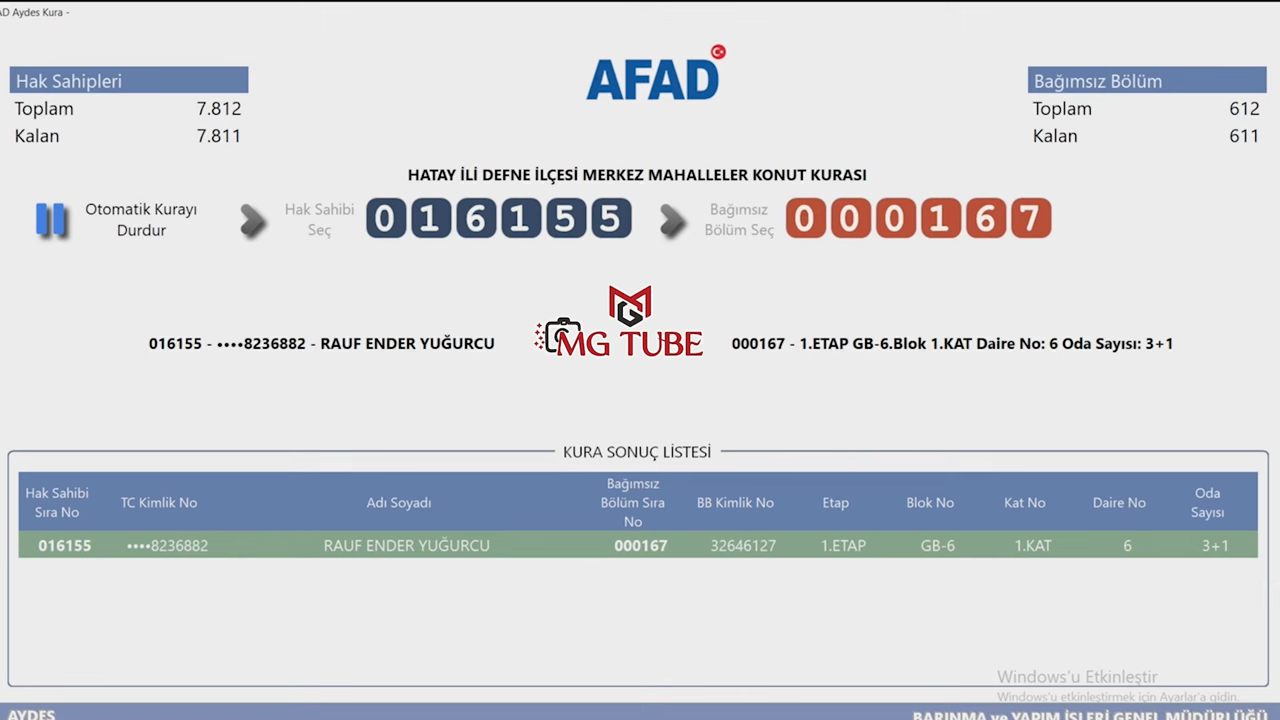 AD Aydes Kura -
AFAD
Hak Sahipleri
Toplam 7.812
Kalan 7.811
Bağımsız Bölüm
Toplam 612
Kalan 611
HATAY İLİ DEFNE İLÇESİ MERKEZ MAHALLELER KONUT KURASI
Otomatik Kurayı
Durdur
Hak Sahibi
Seç
016155
Bağımsız
Bölüm Seç
000167
MG TUBE
016155 - ••••8236882 - RAUF ENDER YUĞURCU
000167 - 1.ETAP GB-6.Blok 1.KAT Daire No: 6 Oda Sayısı: 3+1
KURA SONUÇ LİSTESİ
Hak Sahibi
Sıra No
TC Kimlik No
Adı Soyadı
Bağımsız
Bölüm Sıra
No
BB Kimlik No
Etap
Blok No
Kat No
Daire No
Oda
Sayısı
016155 ••••8236882 RAUF ENDER YUĞURCU 000167 32646127 1.ETAP GB-6 1.KAT 6 3+1
Windows'u Etkinleştir
Windows'u etkinleştirmek için Ayarlar'a gidin.
AYDES
BARINMA ve YAPIM İŞLERİ GENEL MÜDÜRLÜĞÜ